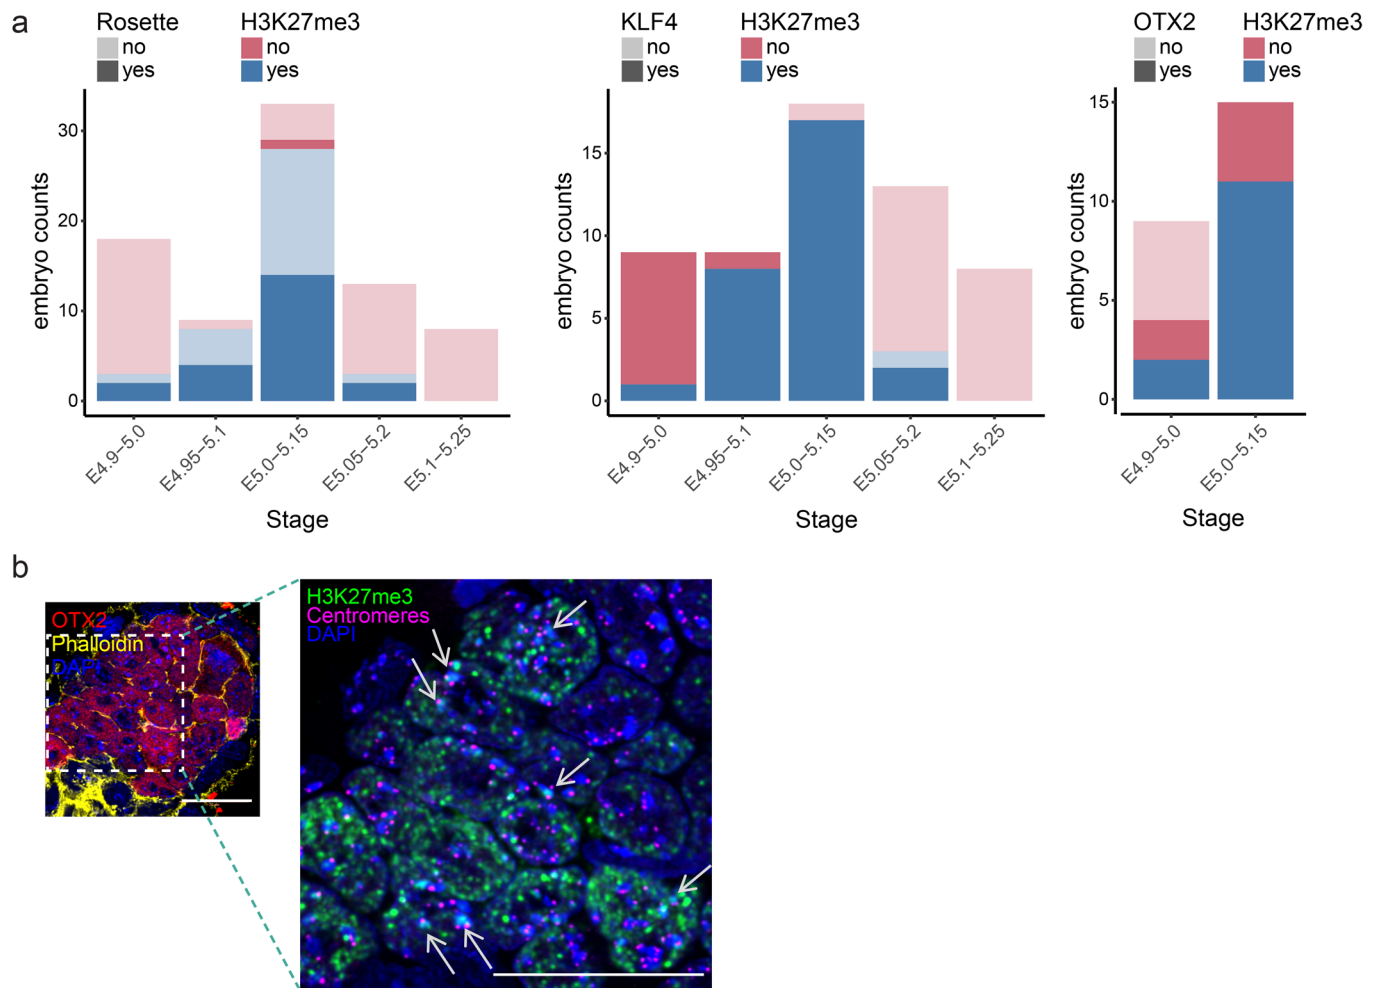 a
Rosette H3K27me3
no no
yes yes
30
20
10
0
embryo counts
E4.9–5.0
E4.95–5.1
E5.0–5.15
E5.05–5.2
E5.1–5.25
Stage
KLF4 H3K27me3
no no
yes yes
15
10
5
0
embryo counts
E4.9–5.0
E4.95–5.1
E5.0–5.15
E5.05–5.2
E5.1–5.25
Stage
OTX2 H3K27me3
no no
yes yes
15
10
5
0
embryo counts
E4.9–5.0
E5.0–5.15
Stage
b
OTX2
Phalloidin
DAPI
H3K27me3
Centromeres
DAPI